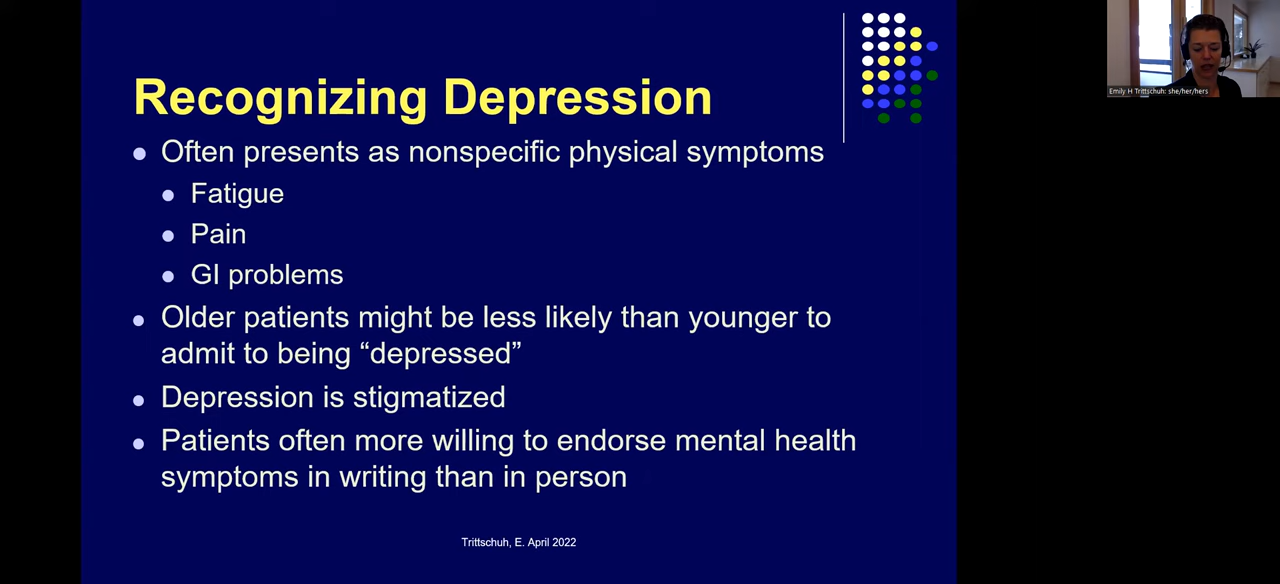 Recognizing Depression
Often presents as nonspecific physical symptoms
Fatigue
Pain
GI problems
Older patients might be less likely than younger to
admit to being “depressed”
Depression is stigmatized
Patients often more willing to endorse mental health
symptoms in writing than in person
Trittschuh, E. April 2022
Emily H Trittschuh: she/her/hers